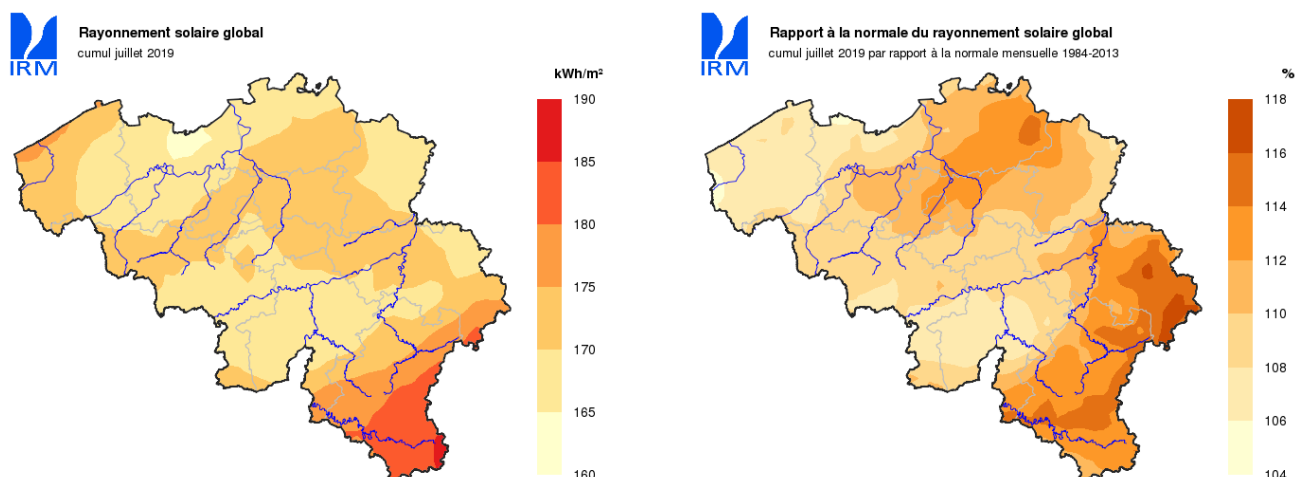 Rayonnement solaire global
cumul juillet 2019
IRM
kWh/m²
190
185
180
175
170
165
160
Rapport à la normale du rayonnement solaire global
cumul juillet 2019 par rapport à la normale mensuelle 1984-2013
IRM
%
118
116
114
112
110
108
106
104